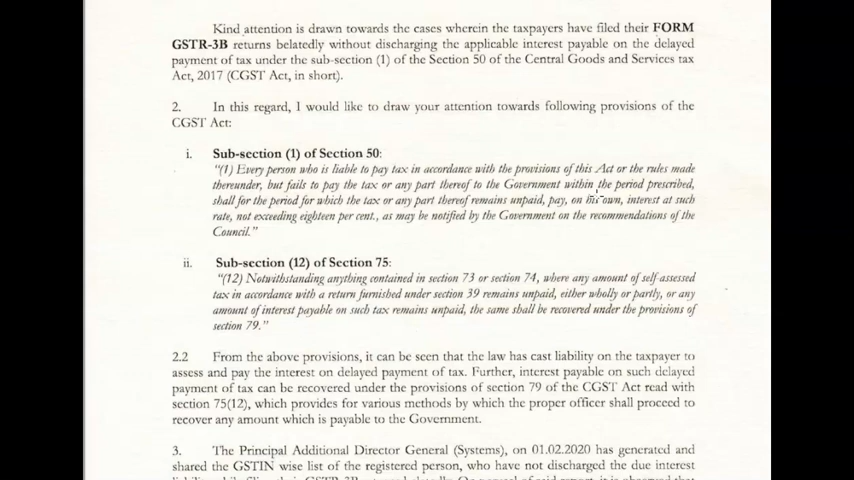 Kind attention is drawn towards the cases wherein the taxpayers have filed their FORM
GSTR-3B returns belatedly without discharging the applicable interest payable on the delayed
payment of tax under the sub-section (1) of the Section 50 of the Central Goods and Services tax
Act, 2017 (CGST Act, in short).
2. In this regard, I would like to draw your attention towards following provisions of the
CGST Act:
i. Sub-section (1) of Section 50:
"(1) Every person who is liable to pay tax in accordance with the provisions of this Act or the rules made
thereunder, but fails to pay the tax or any part thereof to the Government within the period prescribed,
shall for the period for which the tax or any part thereof remains unpaid, pay, on his own, interest at such
rate, not exceeding eighteen per cent., as may be notified by the Government on the recommendations of the
Council."
ii. Sub-section (12) of Section 75:
"(12) Notwithstanding anything contained in section 73 or section 74, where any amount of self-assessed
tax in accordance with a return furnished under section 39 remains unpaid, either wholly or partly, or any
amount of interest payable on such tax remains unpaid, the same shall be recovered under the provisions of
section 79."
2.2 From the above provisions, it can be seen that the law has cast liability on the taxpayer to
assess and pay the interest on delayed payment of tax. Further, interest payable on such delayed
payment of tax can be recovered under the provisions of section 79 of the CGST Act read with
section 75(12), which provides for various methods by which the proper officer shall proceed to
recover any amount which is payable to the Government.
3. The Principal Additional Director General (Systems), on 01.02.2020 has generated and
shared the GSTIN wise list of the registered person, who have not discharged the due interest